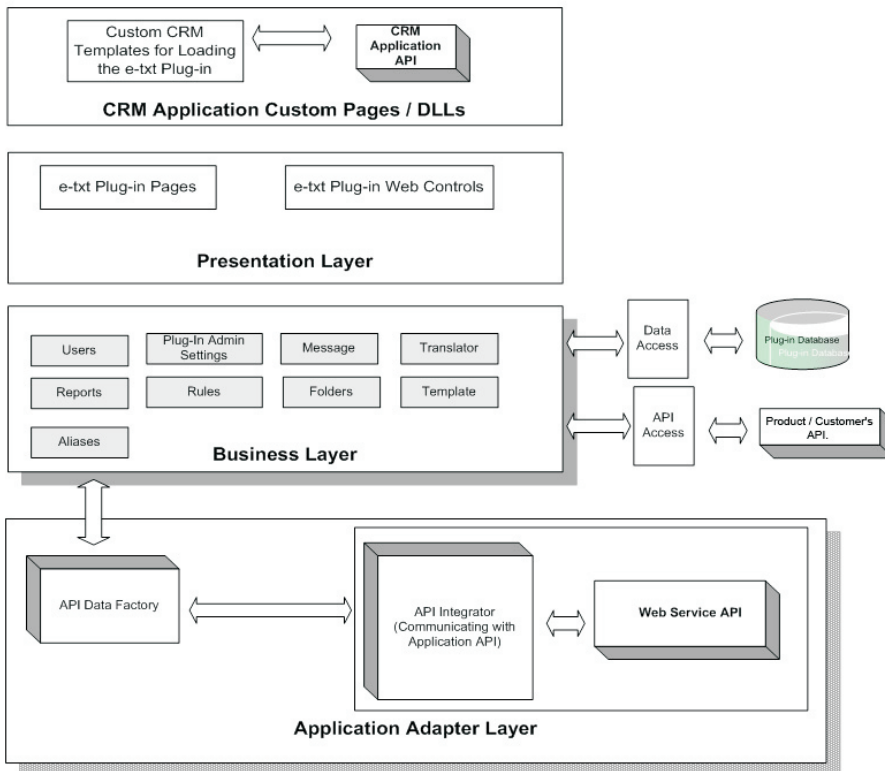 Custom CRM
Templates for Loading
the e-txt Plug-in
CRM
Application
API
CRM Application Custom Pages / DLLs
e-txt Plug-in Pages
e-txt Plug-in Web Controls
Presentation Layer
Users
Plug-In Admin
Settings
Message
Translator
Reports
Rules
Folders
Template
Aliases
Business Layer
Data
Access
Plug-in Database
Plug-in Database
API
Access
Product / Customer's
API.
API Data Factory
API Integrator
(Communicating with
Application API)
Web Service API
Application Adapter Layer